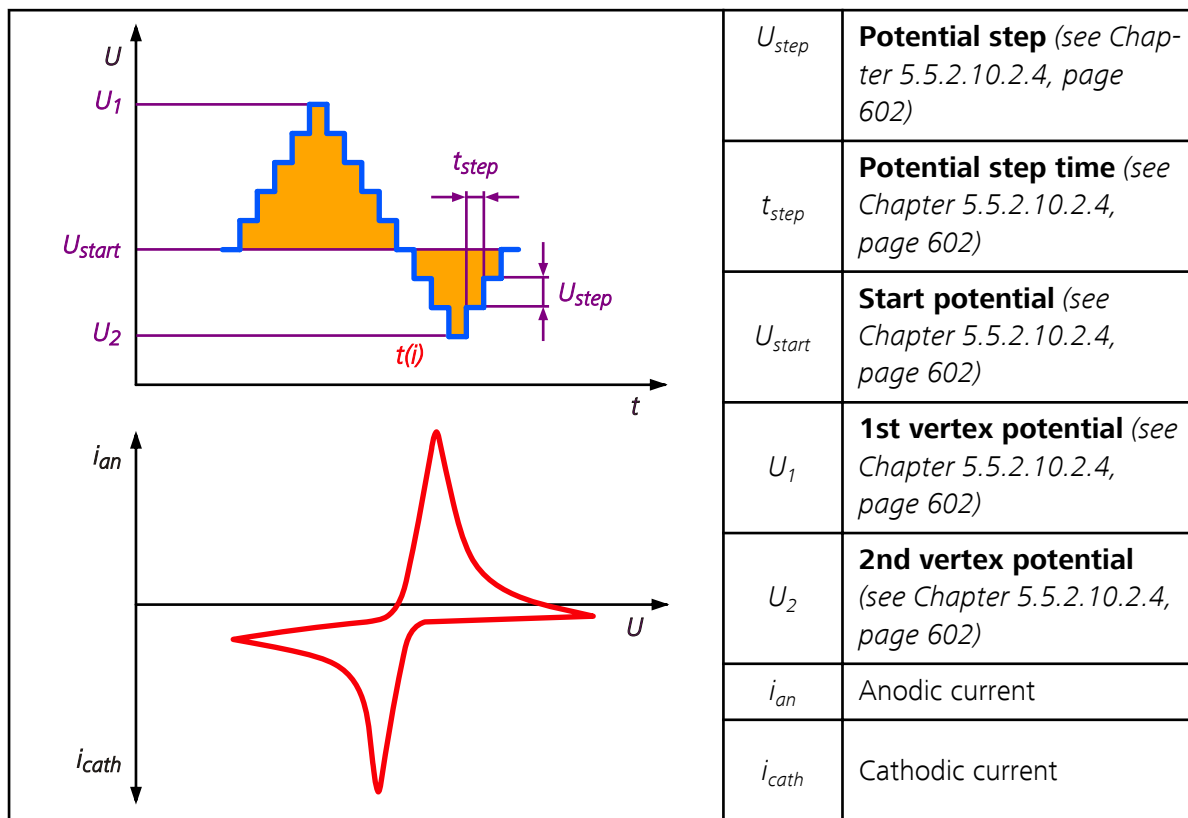 U
U1
tstep
Ustart
Ustep
U2
t(i)
t
ian
U
icath
Ustep
Potential step (see Chap-
ter 5.5.2.10.2.4, page
602)
tstep
Potential step time (see
Chapter 5.5.2.10.2.4,
page 602)
Ustart
Start potential (see
Chapter 5.5.2.10.2.4,
page 602)
U1
1st vertex potential (see
Chapter 5.5.2.10.2.4,
page 602)
U2
2nd vertex potential
(see Chapter 5.5.2.10.2.4,
page 602)
ian
Anodic current
icath
Cathodic current